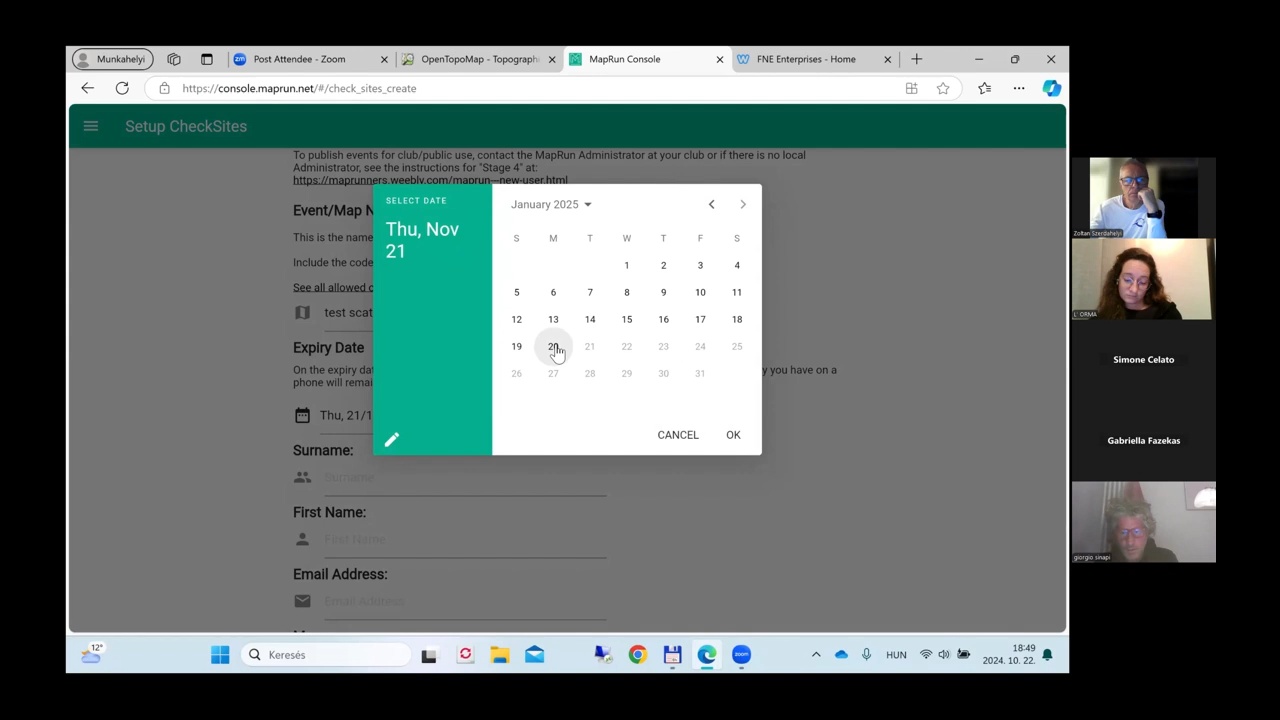 Munkahelyi
Post Attendee - Zoom
OpenTopoMap - Topograph
MapRun Console
FNE Enterprises - Home
https://console.maprun.net/#/check_sites_create
Setup CheckSites
To publish events for club/public use, contact the MapRun Administrator at your club or if there is no local
Administrator, see the instructions for "Stage 4" at:
https://maprunners.weebly.com/maprun---new-user.html
Event/Map N
This is the name
Include the code
See all allowed c
test scat
Expiry Date
On the expiry dat
y you have on a
phone will remai
Thu, 21/1
Surname:
Surname
First Name:
First Name
Email Address:
Email Address
SELECT DATE
Thu, Nov
21
January 2025
S M T W T F S
1 2 3 4
5 6 7 8 9 10 11
12 13 14 15 16 17 18
19 20 21 22 23 24 25
26 27 28 29 30 31
CANCEL OK
Zoltan Szerdahelyi
L' ORMA
Simone Celato
Gabriella Fazekas
giorgio sinapi
12°
Keresés
zoom
HUN
18:49
2024. 10. 22.